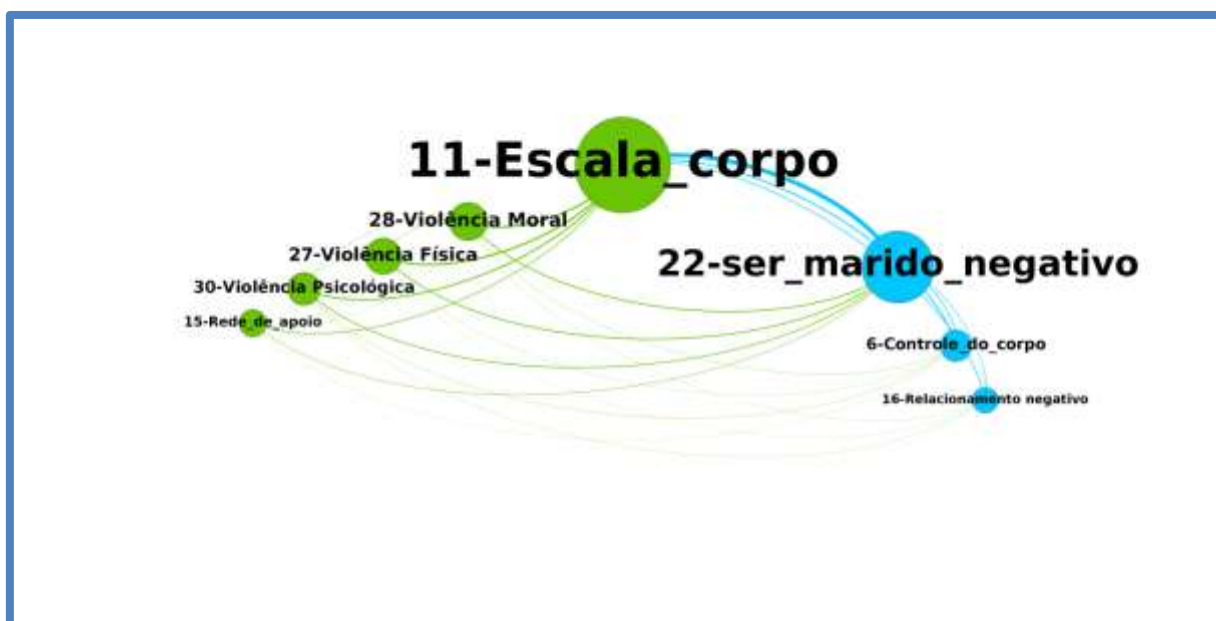 11-Escala_corpo
28-Violência Moral
27-Violência Física
22-ser_marido_negativo
30-Violência Psicológica
15-Rede_de_apoio
6-Controle_do_corpo
16-Relacionamento negativo